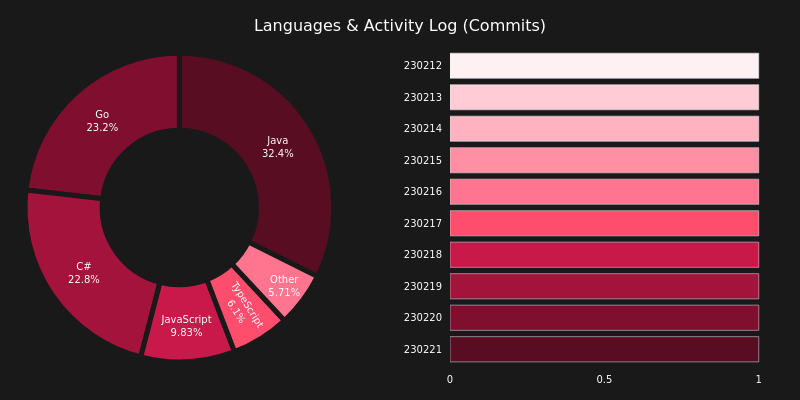 Languages & Activity Log (Commits)
Java
32.4%
Go
23.2%
C#
22.8%
JavaScript
9.83%
TypeScript
6.1%
Other
5.71%
230212
230213
230214
230215
230216
230217
230218
230219
230220
230221
0
0.5
1